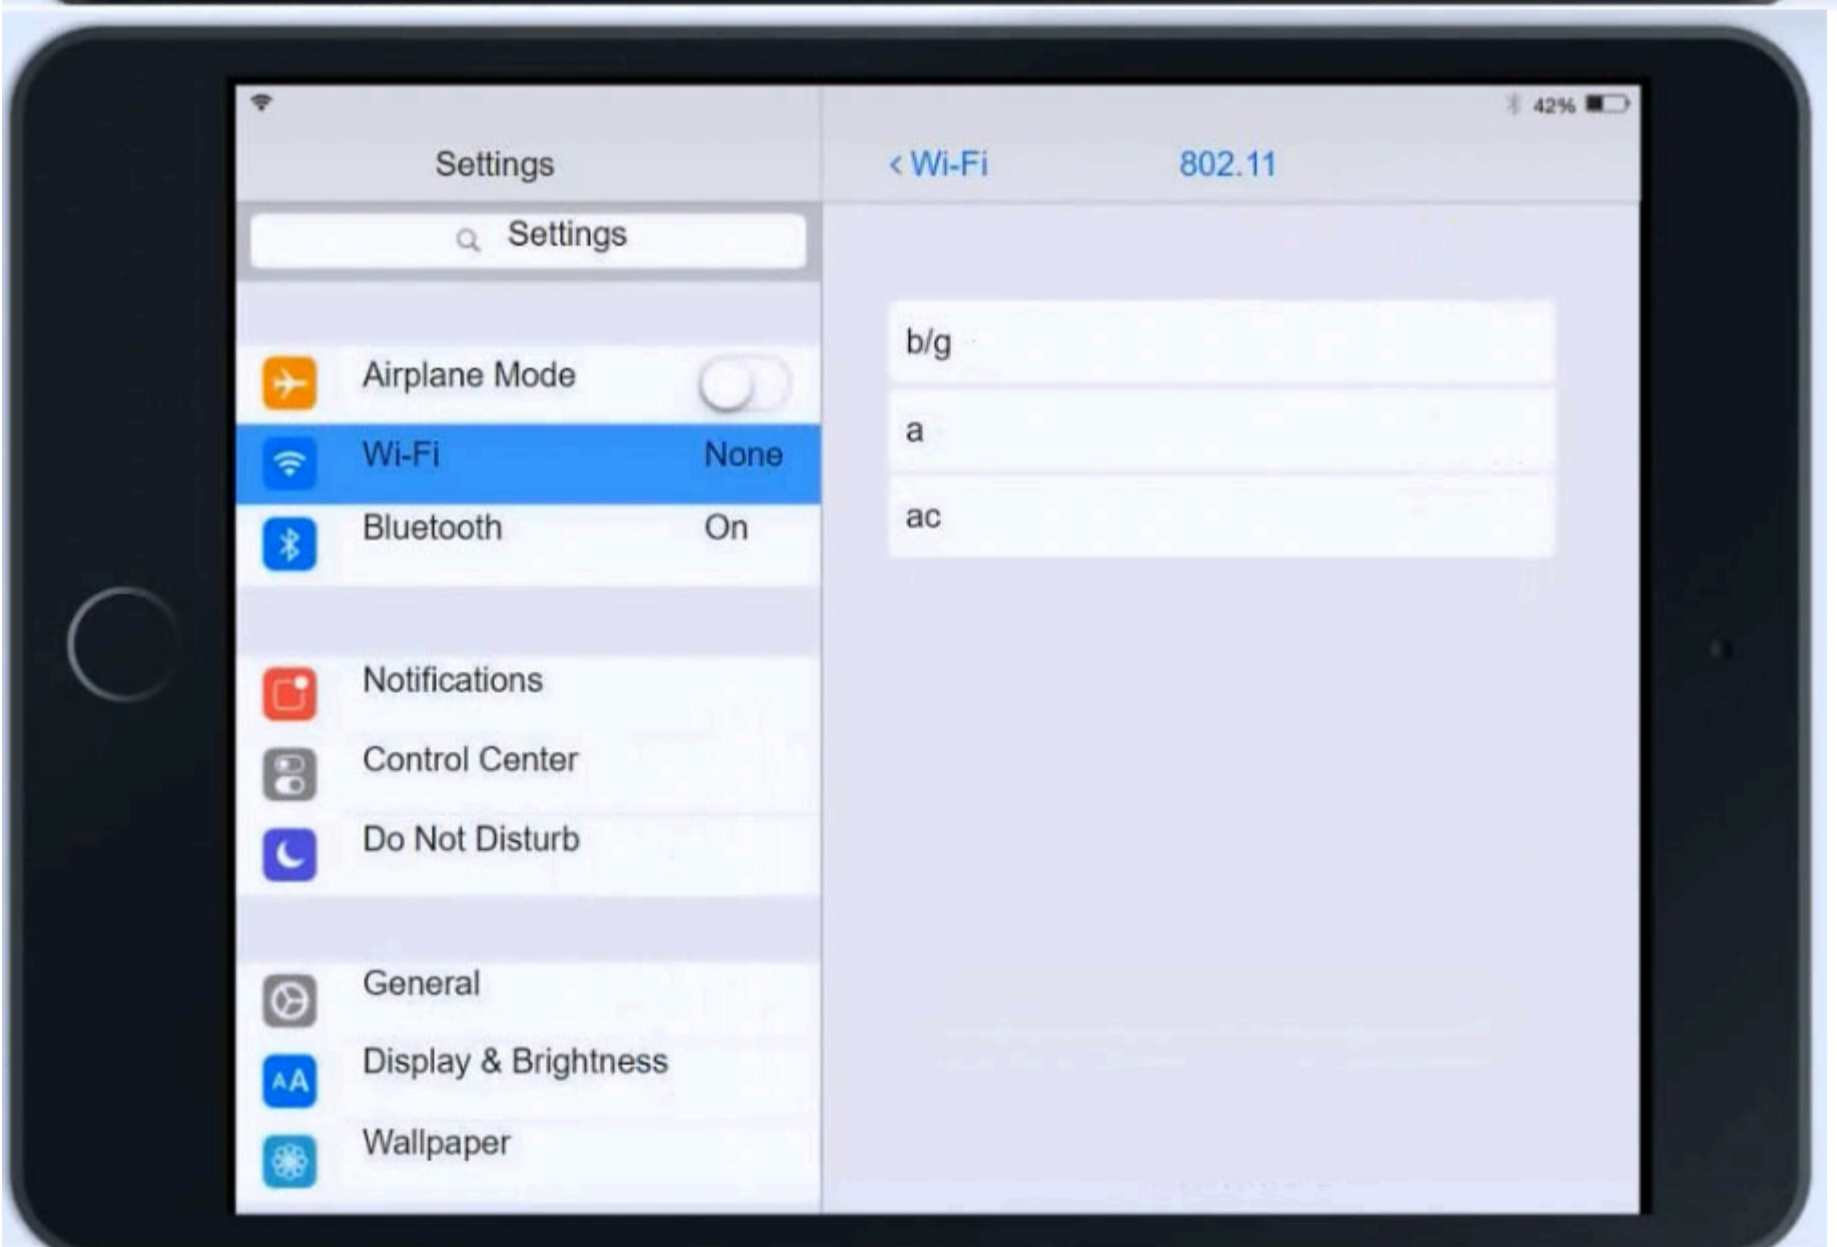 42%
Settings
< Wi-Fi
802.11
Settings
Airplane Mode
Wi-Fi None
Bluetooth On
Notifications
Control Center
Do Not Disturb
General
AA Display & Brightness
Wallpaper
b/g
a
ac